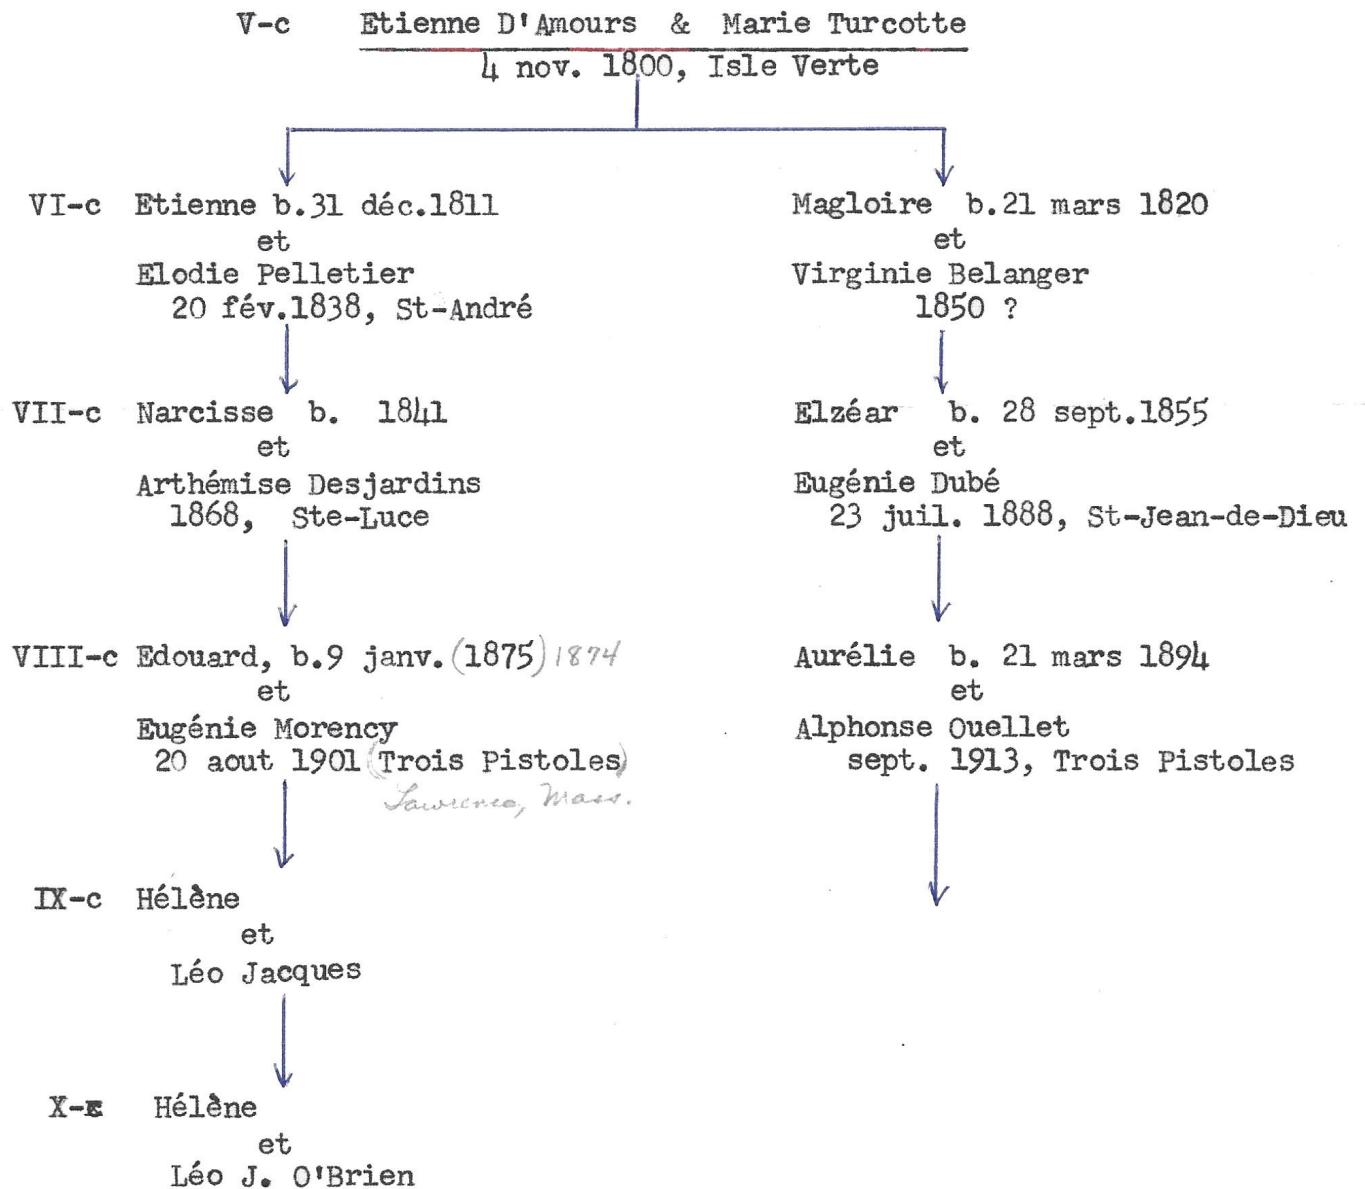 V-c Etienne D'Amours & Marie Turcotte
4 nov. 1800, Isle Verte
VI-c Etienne b.31 déc.1811
et
Elodie Pelletier
20 fév.1838, St-André
Magloire b.21 mars 1820
et
Virginie Belanger
1850 ?
VII-c Narcisse b. 1841
et
Arthémise Desjardins
1868, Ste-Luce
Elzéar b. 28 sept.1855
et
Eugénie Dubé
23 juil. 1888, St-Jean-de-Dieu
VIII-c Edouard, b.9 janv. (1875) 1874
et
Eugénie Morency
20 aout 1901 (Trois Pistoles)
Lawrence, Mass.
Aurélie b. 21 mars 1894
et
Alphonse Ouellet
sept. 1913, Trois Pistoles
IX-c Hélène
et
Léo Jacques
X-c Hélène
et
Léo J. O'Brien